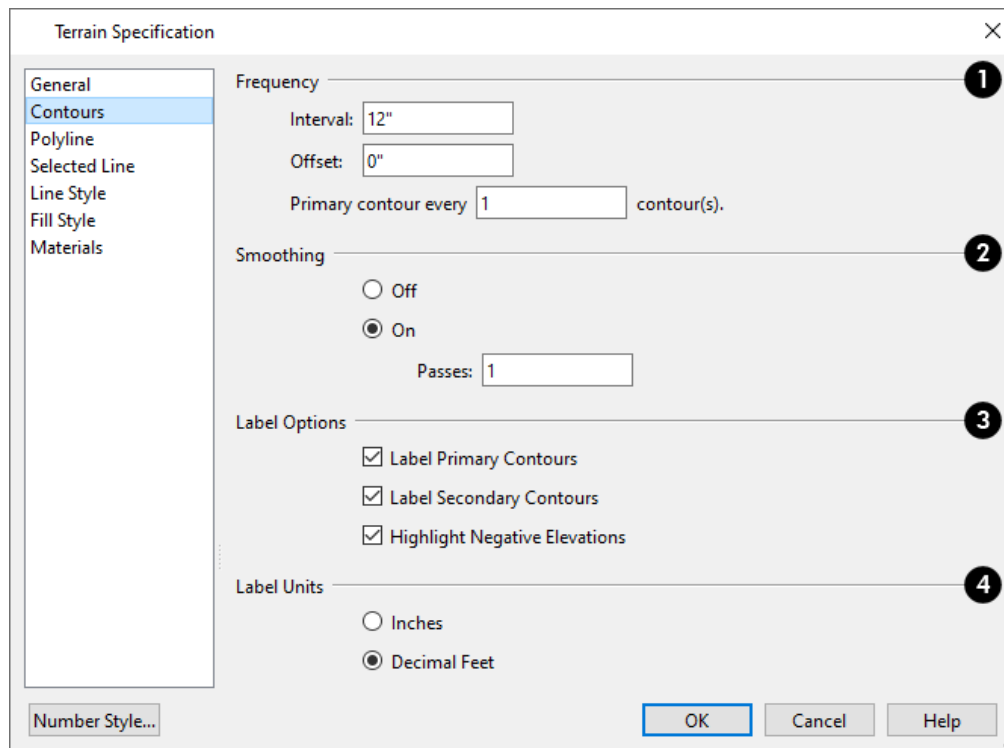 Terrain Specification
General
Contours
Polyline
Selected Line
Line Style
Fill Style
Materials
Frequency
1
Interval: 12"
Offset: 0"
Primary contour every 1 contour(s).
Smoothing
2
Off
On
Passes: 1
Label Options
3
Label Primary Contours
Label Secondary Contours
Highlight Negative Elevations
Label Units
4
Inches
Decimal Feet
Number Style...
OK
Cancel
Help